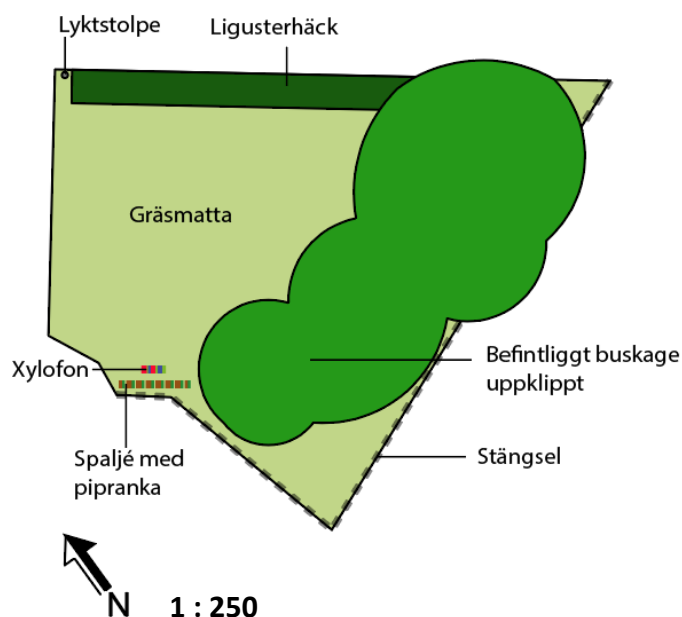 Lyktstolpe
Ligusterhäck
Gräsmatta
Xylofon
Befintliggt buskage
uppklippt
Spaljé med
pipranka
Stängsel
N
1 : 250